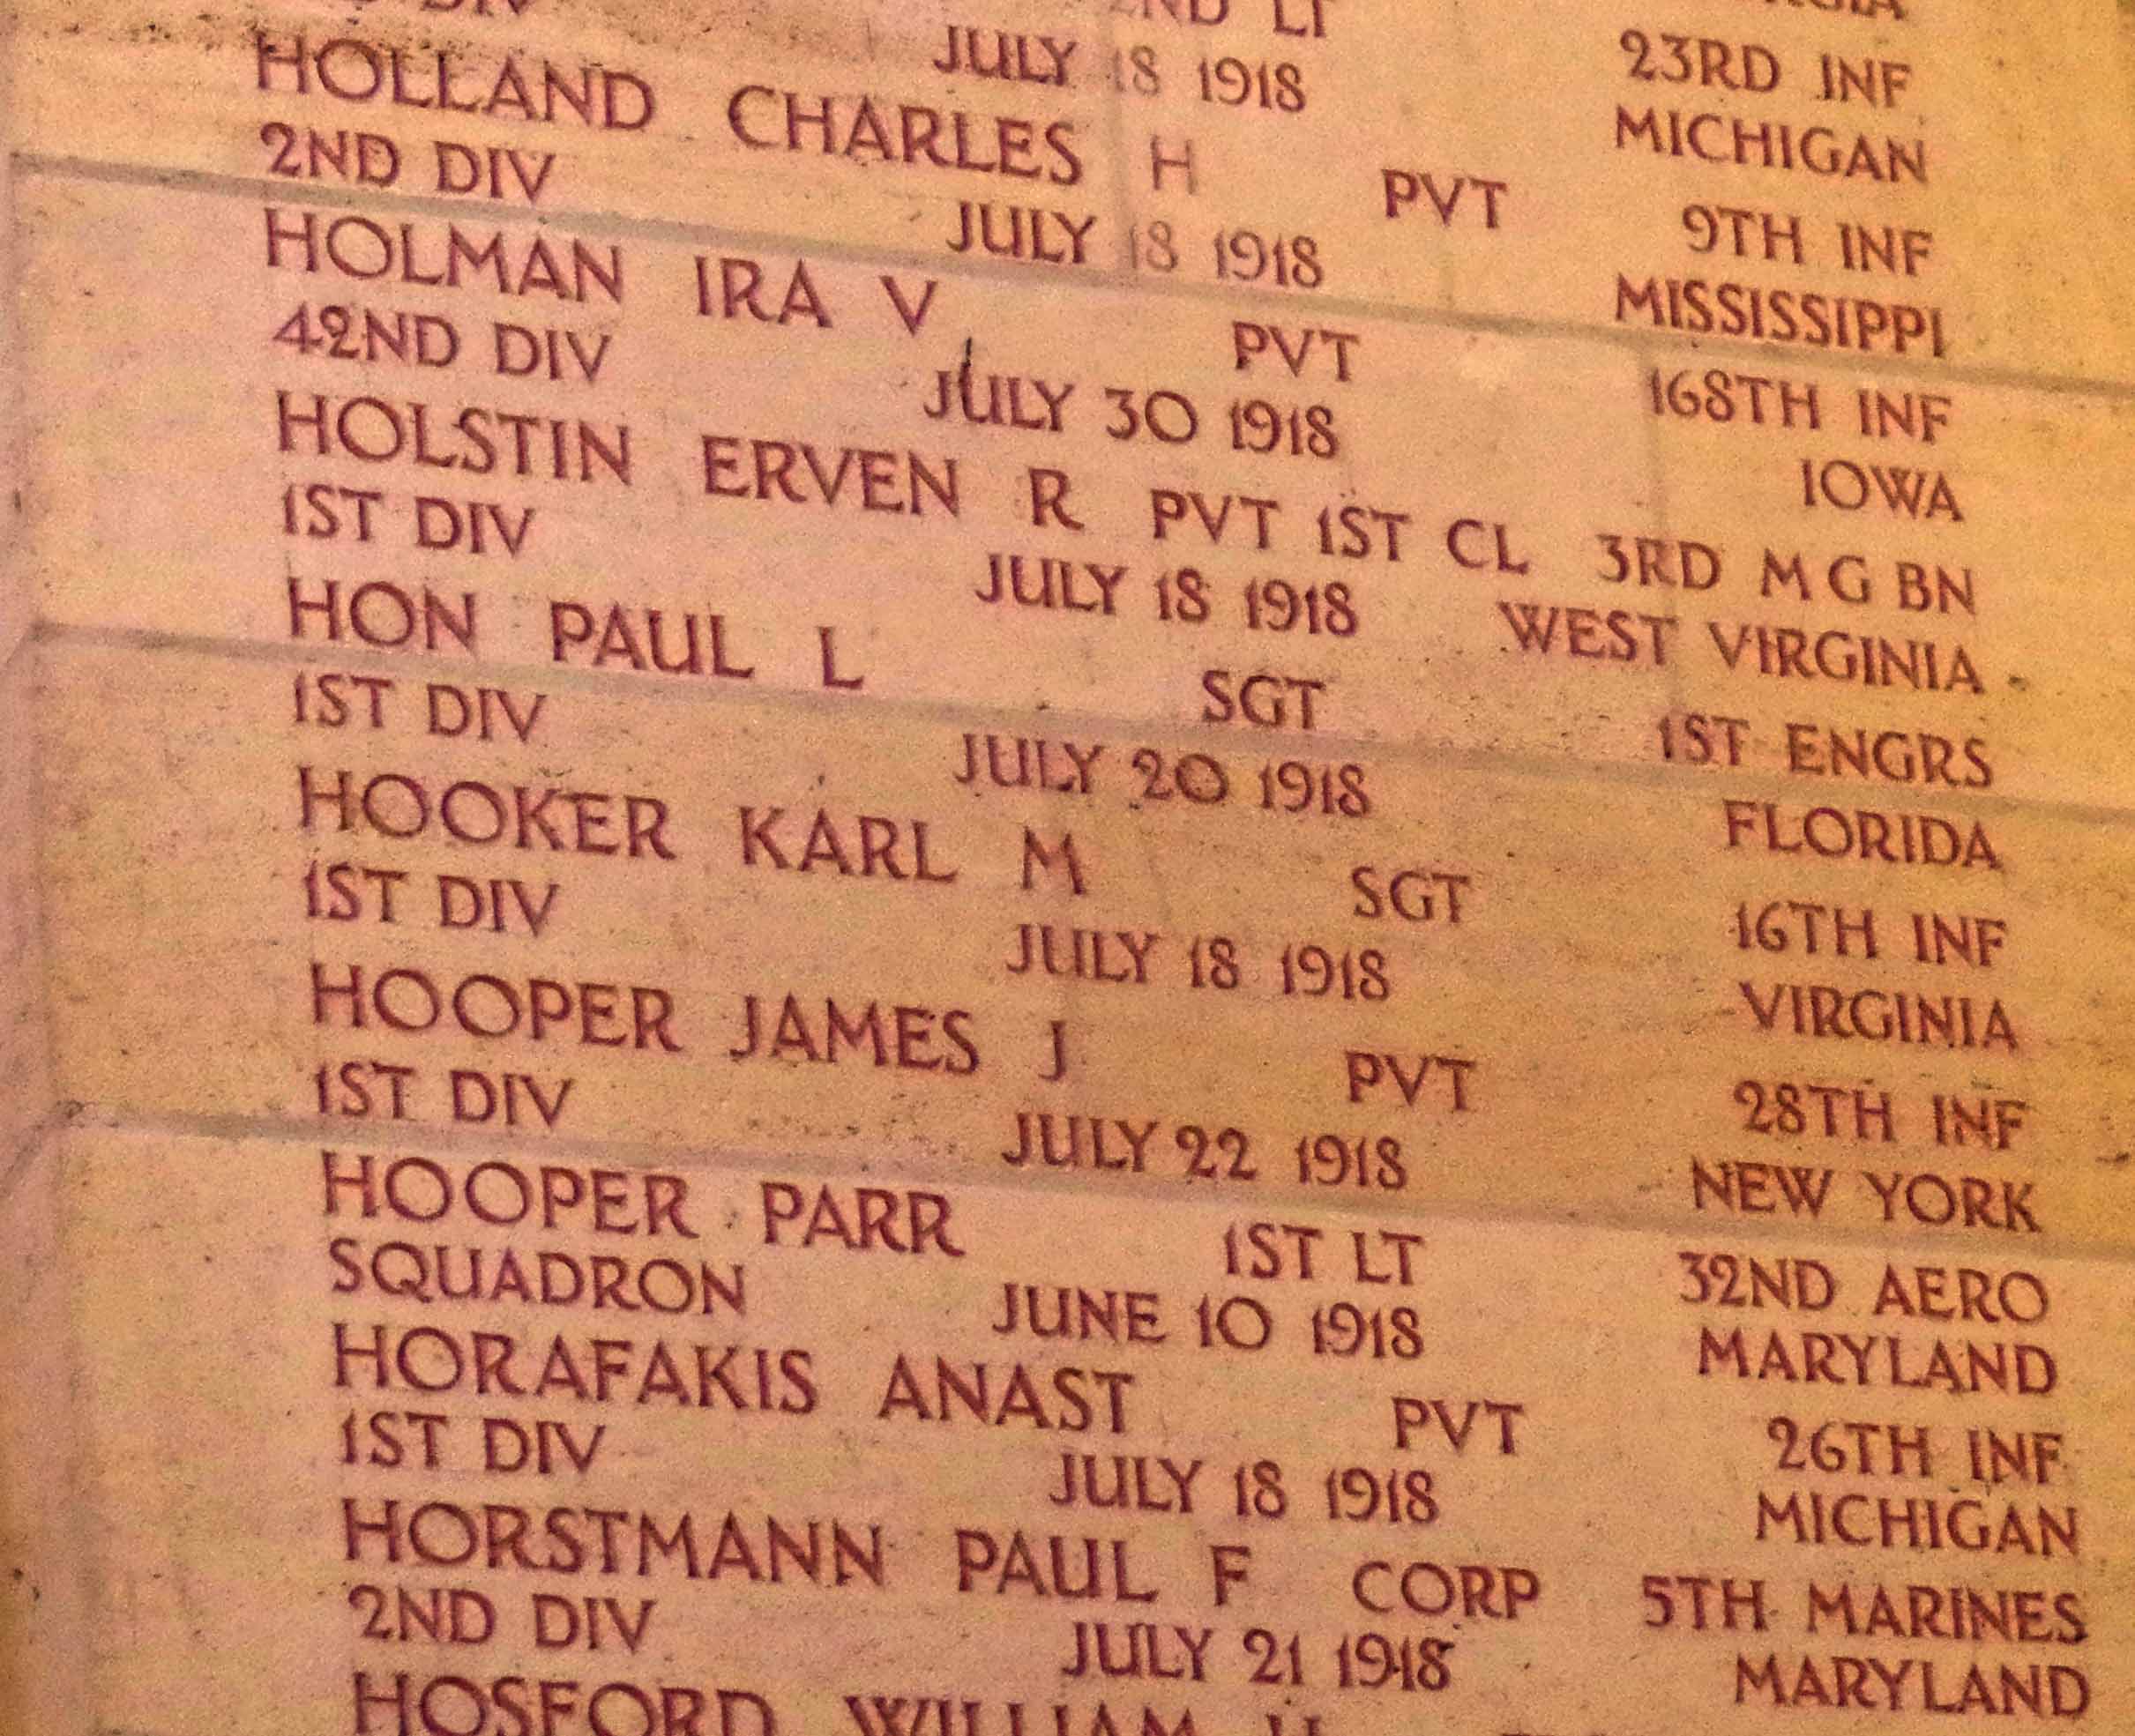 LT 23RD INF
DIV JULY 18 1918 MICHIGAN
HOLLAND CHARLES H PVT 9TH INF
2ND DIV JULY 18 1918 MISSISSIPPI
HOLMAN IRA V PVT 168TH INF
42ND DIV JULY 30 1918 IOWA
HOLSTIN ERVEN R PVT 1ST CL 3RD M G BN
1ST DIV JULY 18 1918 WEST VIRGINIA
HON PAUL L SGT 1ST ENGRS
1ST DIV JULY 20 1918 FLORIDA
HOOKER KARL M SGT 16TH INF
1ST DIV JULY 18 1918 VIRGINIA
HOOPER JAMES J PVT 28TH INF
1ST DIV JULY 22 1918 NEW YORK
HOOPER PARR 1ST LT 32ND AERO
SQUADRON JUNE 10 1918 MARYLAND
HORAFAKIS ANAST PVT 26TH INF
1ST DIV JULY 18 1918 MICHIGAN
HORSTMANN PAUL F CORP 5TH MARINES
2ND DIV JULY 21 1918 MARYLAND
HOSFORD WILLIAM